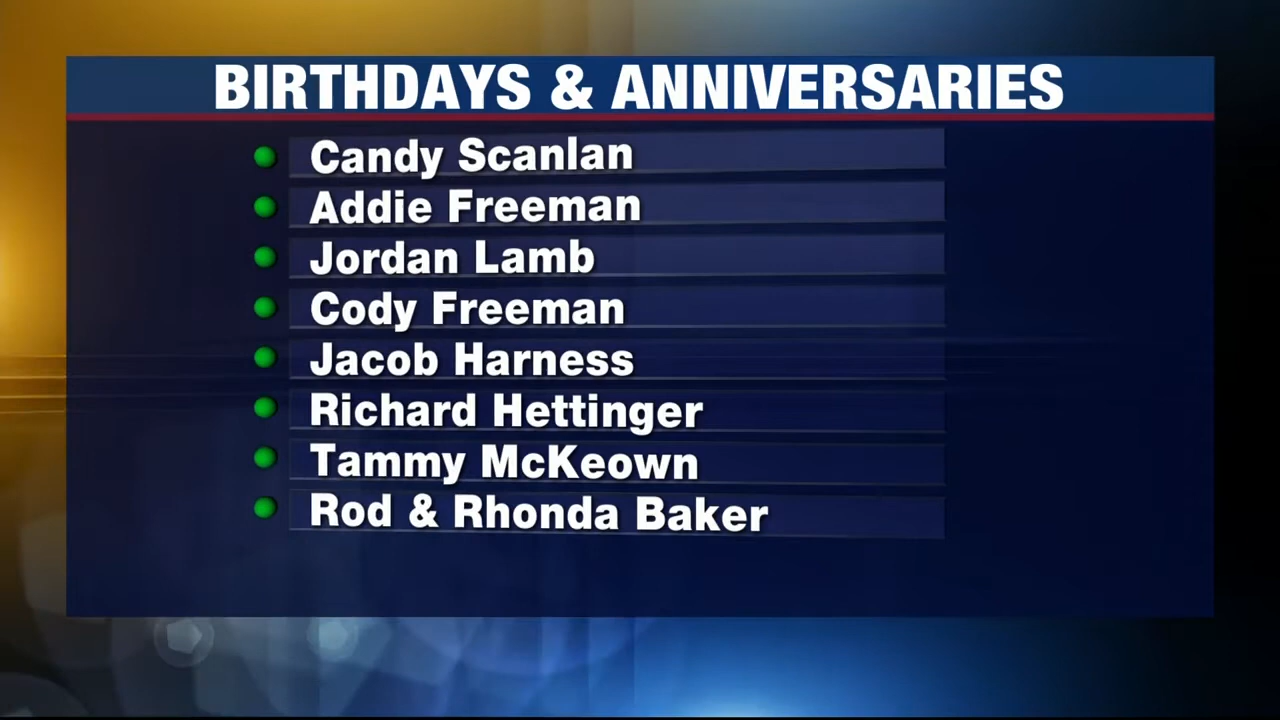 BIRTHDAYS & ANNIVERSARIES
Candy Scanlan
Addie Freeman
Jordan Lamb
Cody Freeman
Jacob Harness
Richard Hettinger
Tammy McKeown
Rod & Rhonda Baker